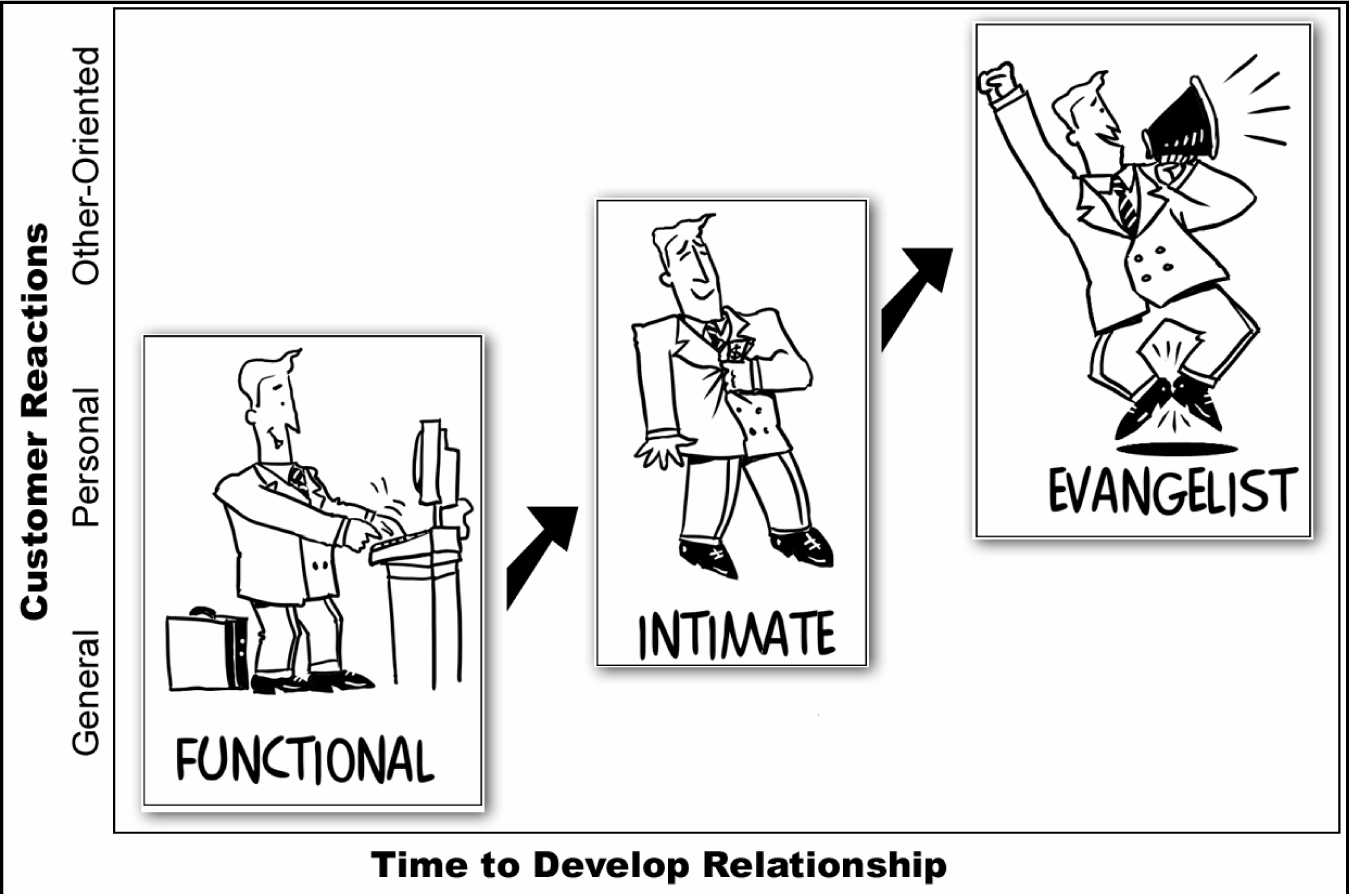 Customer Reactions
Other-Oriented
Personal
General
FUNCTIONAL
INTIMATE
$
EVANGELIST
Time to Develop Relationship